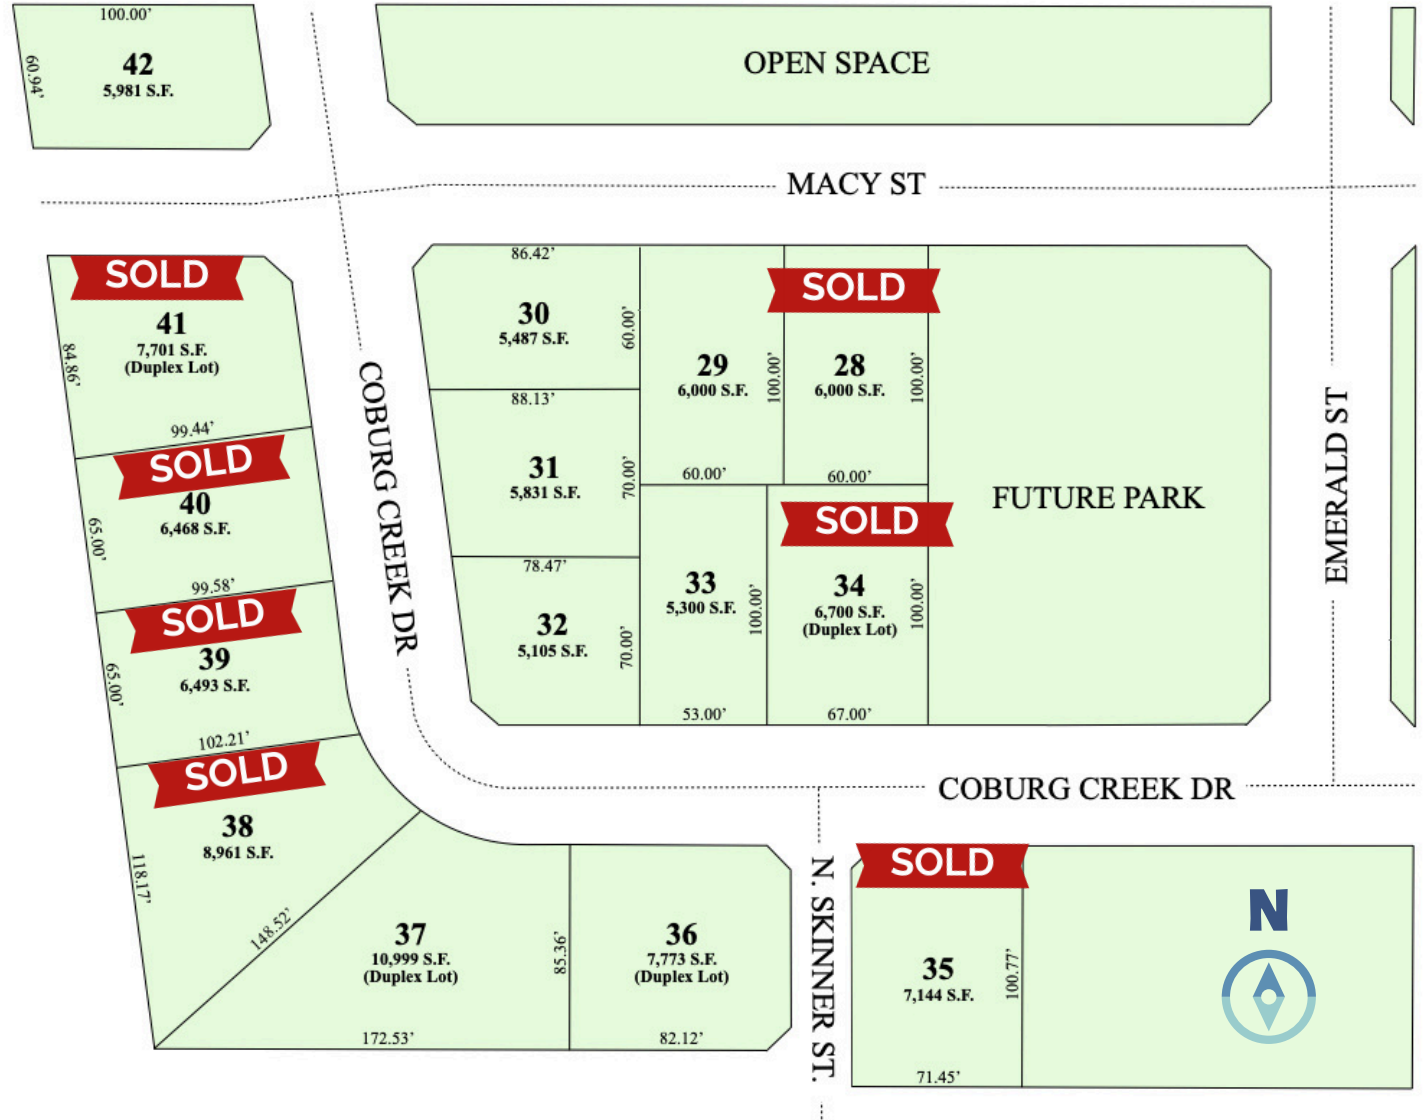 100.00'
60.94'
42
5,981 S.F.
OPEN SPACE
MACY ST
SOLD
41
7,701 S.F.
(Duplex Lot)
84.86'
99.44'
SOLD
40
6,468 S.F.
65.00'
99.58'
SOLD
39
6,493 S.F.
65.00'
102.21'
SOLD
38
8,961 S.F.
118.17'
148.52'
COBURG CREEK DR
86.42'
30
5,487 S.F.
60.00'
88.13'
31
5,831 S.F.
70.00'
78.47'
32
5,105 S.F.
70.00'
29
6,000 S.F.
100.00'
60.00'
SOLD
28
6,000 S.F.
100.00'
60.00'
33
5,300 S.F.
100.00'
53.00'
SOLD
34
6,700 S.F.
(Duplex Lot)
100.00'
67.00'
FUTURE PARK
EMERALD ST
COBURG CREEK DR
37
10,999 S.F.
(Duplex Lot)
85.36'
172.53'
36
7,773 S.F.
(Duplex Lot)
82.12'
N. SKINNER ST.
SOLD
35
7,144 S.F.
100.77'
71.45'
N